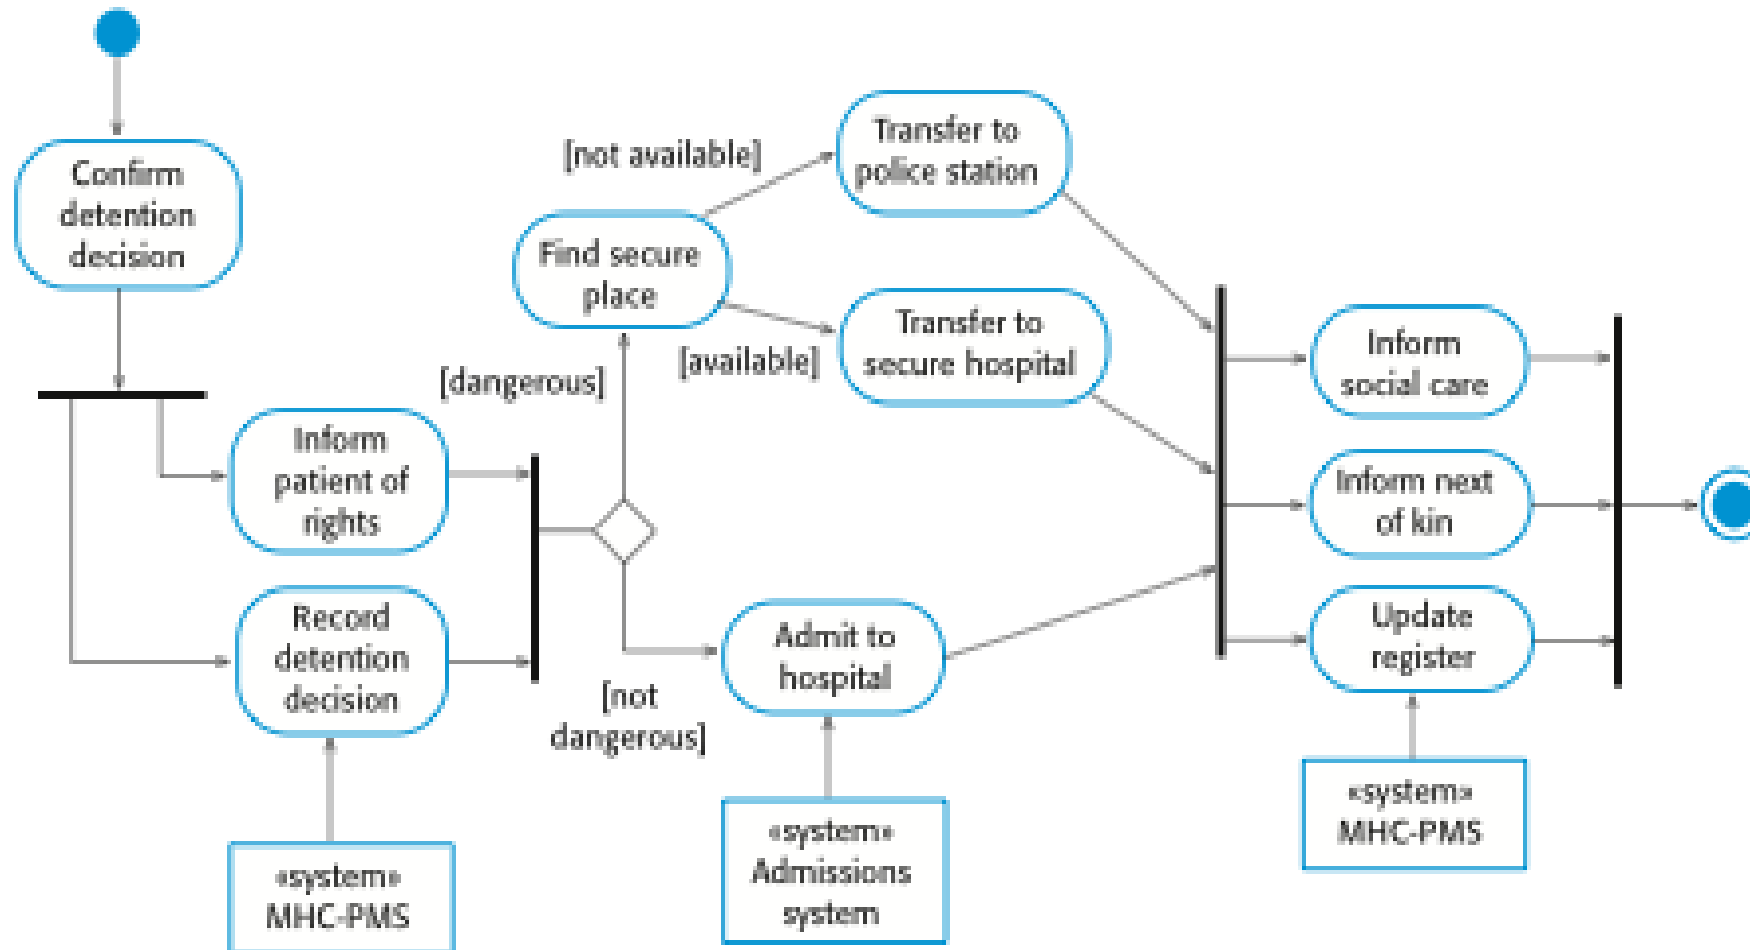 Confirm
detention
decision
Inform
patient of
rights
Record
detention
decision
«system»
MHC-PMS
[dangerous]
[not
dangerous]
Find secure
place
[not available]
[available]
Transfer to
police station
Transfer to
secure hospital
Admit to
hospital
«system»
Admissions
system
Inform
social care
Inform next
of kin
Update
register
«system»
MHC-PMS